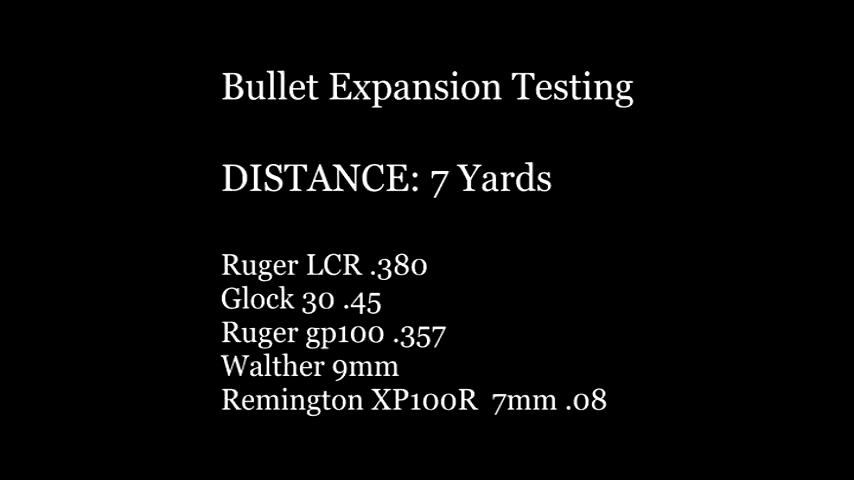 Bullet Expansion Testing
DISTANCE: 7 Yards
Ruger LCR .380
Glock 30 .45
Ruger gp100 .357
Walther 9mm
Remington XP100R  7mm .08